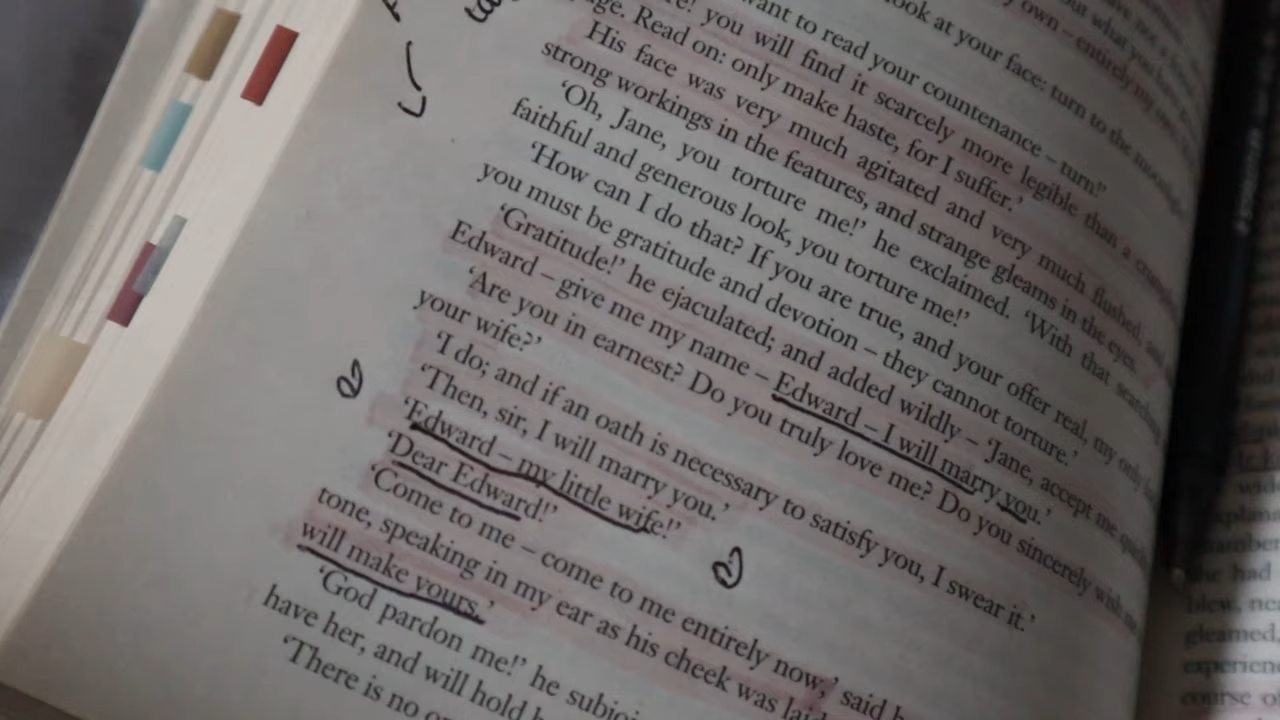 look at your face: turn to the
want to read your countenance – turn!'
you will find it scarcely more legible than a
Read on: only make haste, for I suffer.'
His face was very much agitated and very much flushed, and
strong workings in the features, and strange gleams in the eyes.
'Oh, Jane, you torture me!' he exclaimed. 'With that
faithful and generous look, you torture me!'
'How can I do that? If you are true, and your offer real, my only
you must be gratitude and devotion – they cannot torture.'
'Gratitude!' he ejaculated; and added wildly – 'Jane, accept me
Edward – give me my name – Edward – I will marry you.'
'Are you in earnest? Do you truly love me? Do you sincerely wish
your wife?'
'I do; and if an oath is necessary to satisfy you, I swear it.'
'Then, sir, I will marry you.'
'Edward – my little wife!'
'Dear Edward!'
'Come to me – come to me entirely now,' said
tone, speaking in my ear as his cheek was
will make yours.'
'God pardon me!' he
have her, and will hold
'There is no
she had
blew,
gleamed,
course